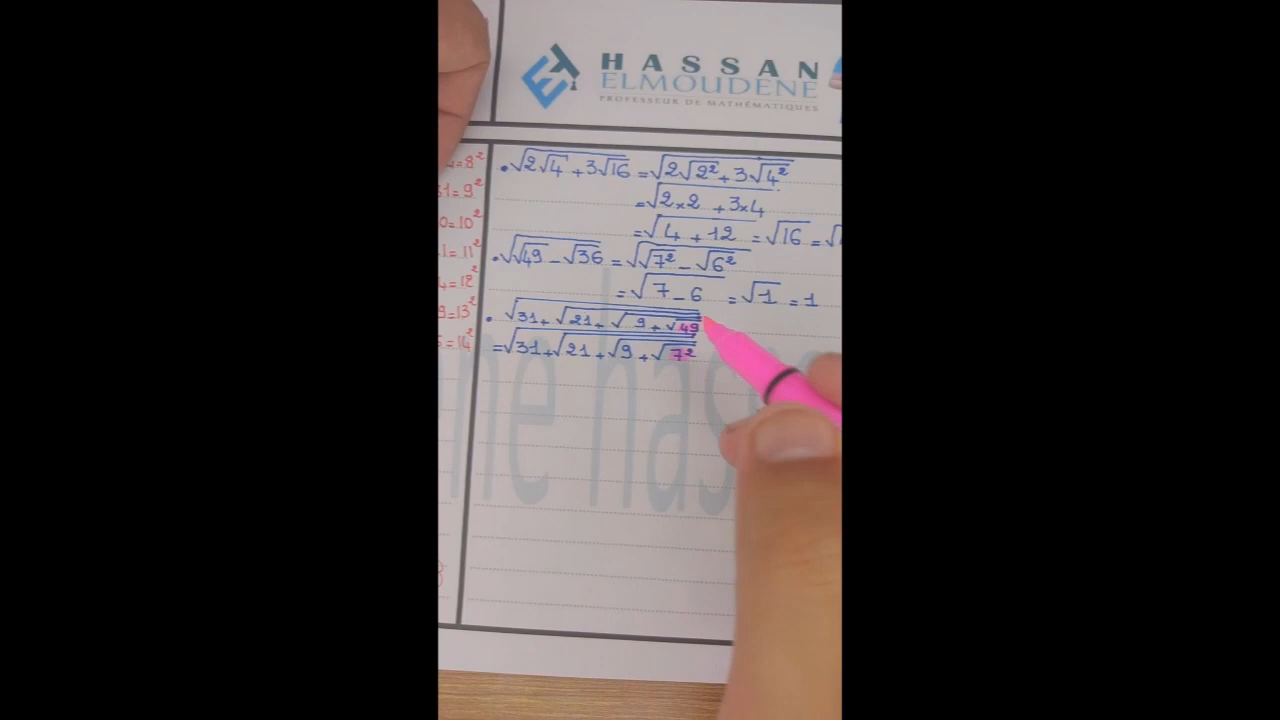 HASSAN
ELMOUDENE
PROFESSEUR DE MATHÉMATIQUES
=8²
=9²
=10²
=11²
=12²
=13²
=14²
• √(2√4 + 3√16) = √(2√2² + 3√4²)
= √(2×2 + 3×4)
= √(4 + 12) = √16 = √
• √(√49 - √36) = √(√7² - √6²)
= √(7 - 6) = √1 = 1
• √(31 + √(21 + √(9 + √49)))
= √(31 + √(21 + √(9 + √7²)))
ne has